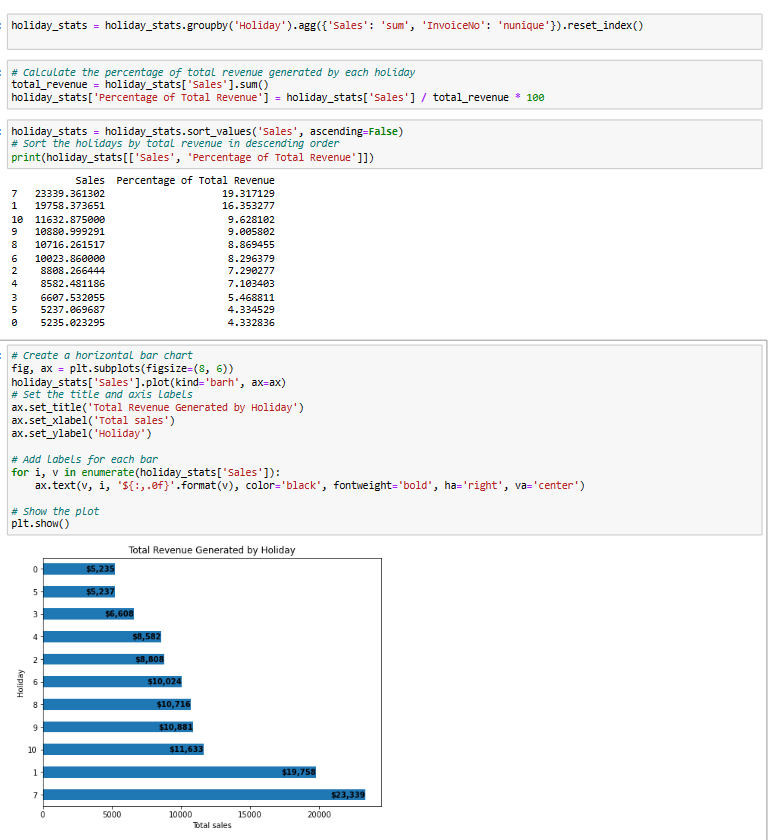 holiday_stats = holiday_stats.groupby('Holiday').agg({'Sales': 'sum', 'InvoiceNo': 'nunique'}).reset_index()
# Calculate the percentage of total revenue generated by each holiday
total_revenue = holiday_stats['Sales'].sum()
holiday_stats['Percentage of Total Revenue'] = holiday_stats['Sales'] / total_revenue * 100
holiday_stats = holiday_stats.sort_values('Sales', ascending=False)
# Sort the holidays by total revenue in descending order
print(holiday_stats[['Sales', 'Percentage of Total Revenue']])
Sales Percentage of Total Revenue
7 23339.361302 19.317129
1 19758.373651 16.353277
10 11632.875000 9.628102
9 10880.999291 9.005802
8 10716.261517 8.869455
6 10023.860000 8.296379
2 8808.266444 7.290277
4 8582.481186 7.103403
3 6607.532055 5.468811
5 5237.069687 4.334529
0 5235.023295 4.332836
# Create a horizontal bar chart
fig, ax = plt.subplots(figsize=(8, 6))
holiday_stats['Sales'].plot(kind='barh', ax=ax)
# Set the title and axis labels
ax.set_title('Total Revenue Generated by Holiday')
ax.set_xlabel('Total sales')
ax.set_ylabel('Holiday')
# Add labels for each bar
for i, v in enumerate(holiday_stats['Sales']):
ax.text(v, i, '${:,.0f}'.format(v), color='black', fontweight='bold', ha='right', va='center')
# Show the plot
plt.show()
Total Revenue Generated by Holiday
0 $5,235
5 $5,237
3 $6,608
4 $8,582
2 $8,808
6 $10,024
8 $10,716
9 $10,881
10 $11,633
1 $19,758
7 $23,339
Holiday
0 5000 10000 15000 20000
Total sales